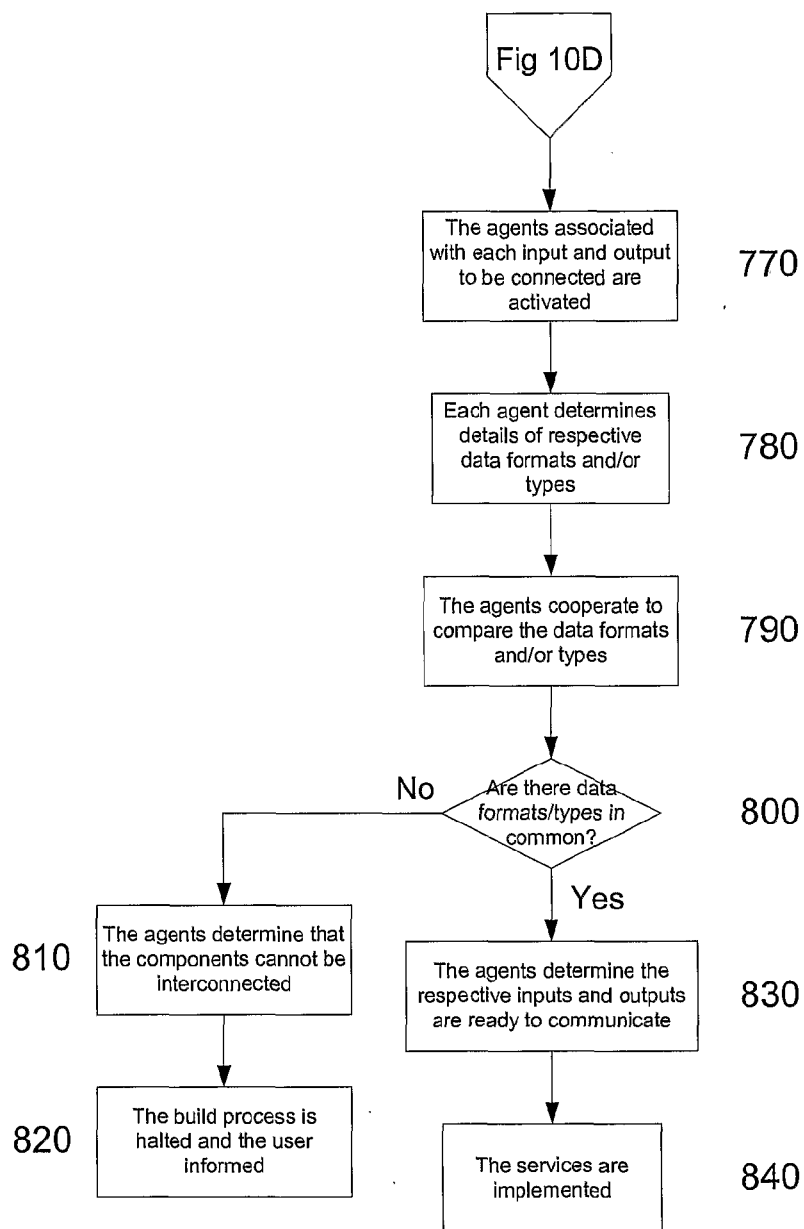 Fig 10D
The agents associated
with each input and output
to be connected are
activated
770
Each agent determines
details of respective
data formats and/or
types
780
The agents cooperate to
compare the data formats
and/or types
790
No
Are there data
formats/types in
common?
800
Yes
810
The agents determine that
the components cannot be
interconnected
The agents determine the
respective inputs and outputs
are ready to communicate
830
820
The build process is
halted and the user
informed
The services are
implemented
840